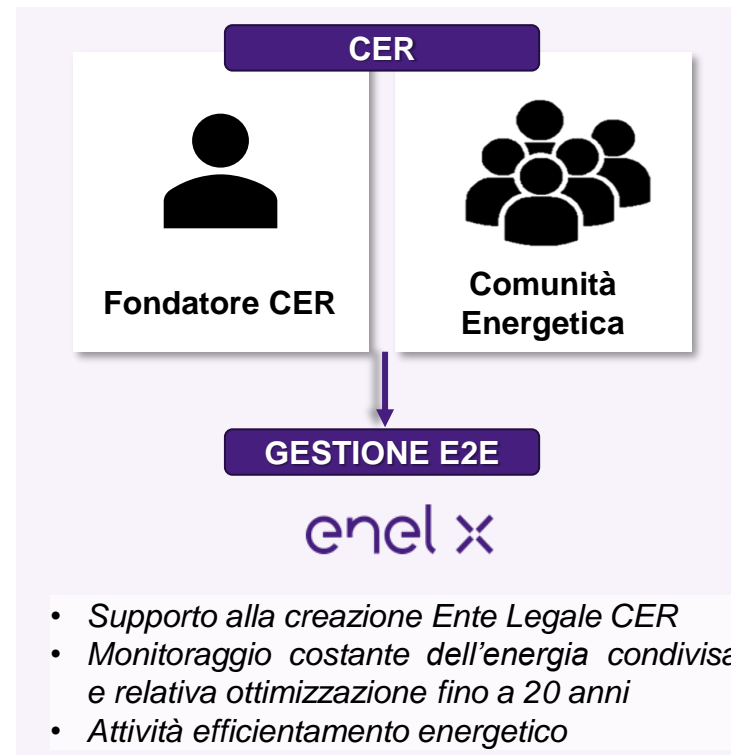 CER
Fondatore CER
Comunità
Energetica
GESTIONE E2E
enel x
• Supporto alla creazione Ente Legale CER
• Monitoraggio costante dell'energia condivisa
e relativa ottimizzazione fino a 20 anni
• Attività efficientamento energetico